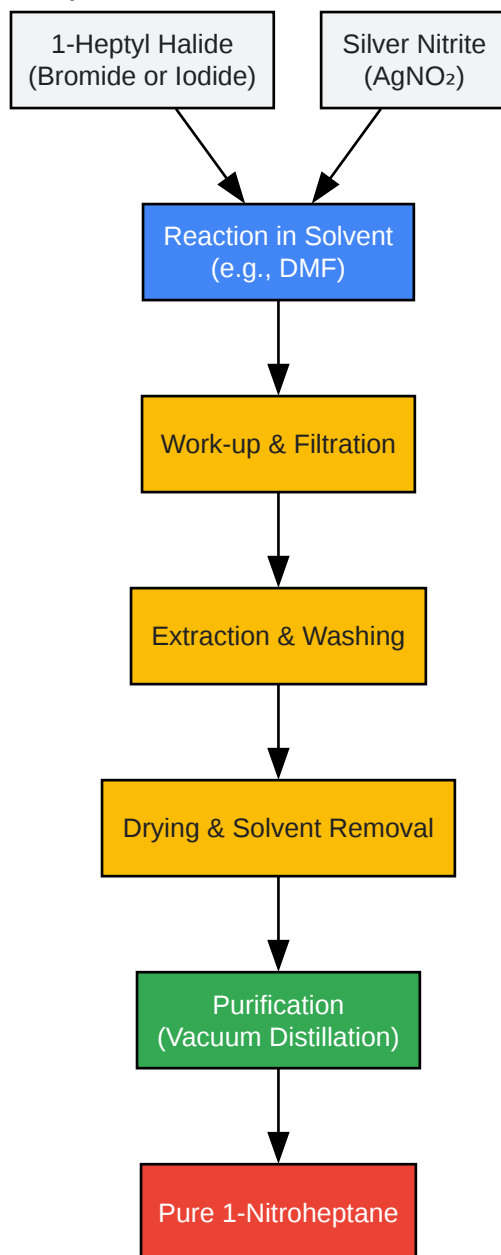 1-Heptyl Halide
(Bromide or Iodide)
Silver Nitrite
(AgNO₂)
Reaction in Solvent
(e.g., DMF)
Work-up & Filtration
Extraction & Washing
Drying & Solvent Removal
Purification
(Vacuum Distillation)
Pure 1-Nitroheptane